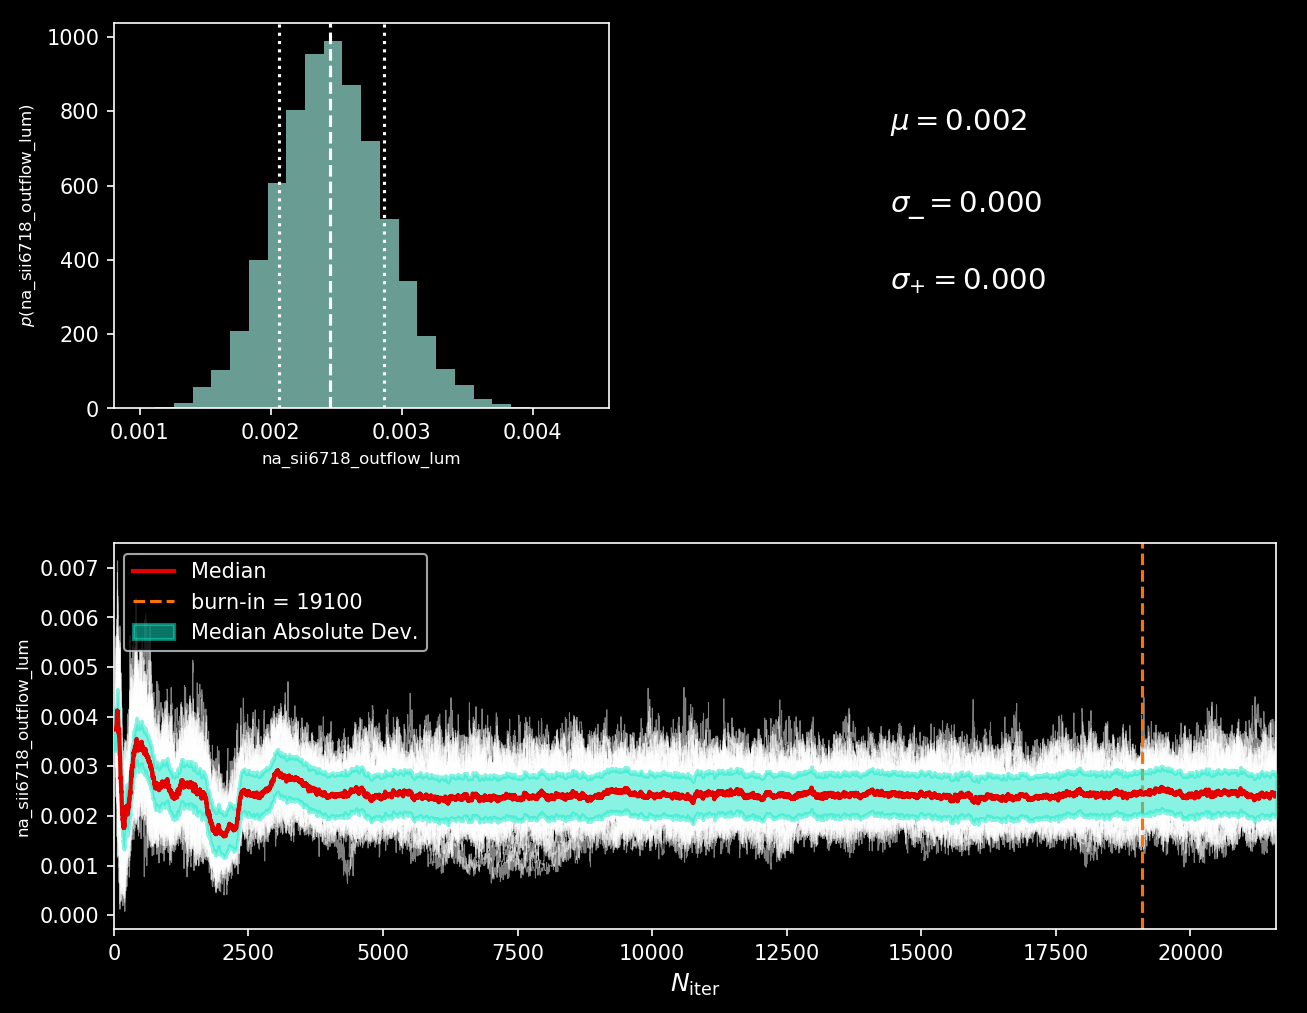 1000
800
600
400
200
0
p(na_sii6718_outflow_lum)
0.001 0.002 0.003 0.004
na_sii6718_outflow_lum
μ = 0.002
σ_ = 0.000
σ+ = 0.000
0.007
0.006
0.005
0.004
0.003
0.002
0.001
0.000
na_sii6718_outflow_lum
Median
burn-in = 19100
Median Absolute Dev.
0 2500 5000 7500 10000 12500 15000 17500 20000
Niter